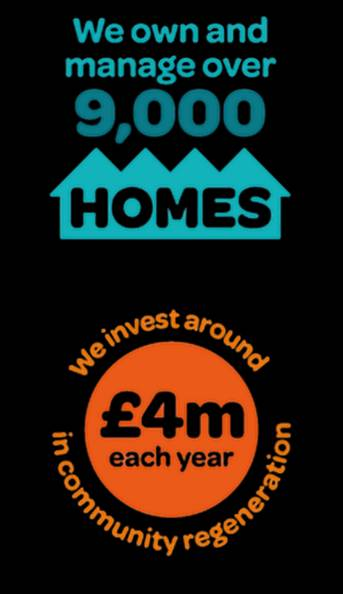 We own and
manage over
9,000
HOMES
We invest around
£4m
each year
in community regeneration